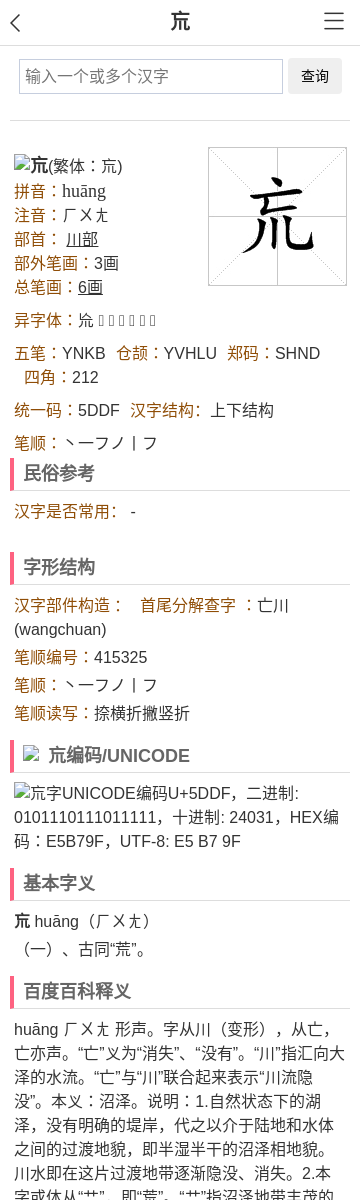 巟
输入一个或多个汉字 查询
巟(繁体：巟)
拼音：huāng
注音：ㄏㄨㄤ
部首： 川部
部外笔画：3画
总笔画：6画
异字体：㠩
五笔：YNKB 仓颉：YVHLU 郑码：SHND
四角：212
统一码：5DDF 汉字结构：上下结构
笔顺：丶一フノ丨フ
民俗参考
汉字是否常用： -
字形结构
汉字部件构造： 首尾分解查字 ：亡川
(wangchuan)
笔顺编号：415325
笔顺：丶一フノ丨フ
笔顺读写：捺横折撇竖折
巟编码/UNICODE
巟字UNICODE编码U+5DDF，二进制:
0101110111011111，十进制: 24031，HEX编
码：E5B79F，UTF-8: E5 B7 9F
基本字义
巟 huāng（ㄏㄨㄤ）
（一）、古同“荒”。
百度百科释义
huāng ㄏㄨㄤ 形声。字从川（变形），从亡，
亡亦声。“亡”义为“消失”、“没有”。“川”指汇向大
泽的水流。“亡”与“川”联合起来表示“川流隐
没”。本义：沼泽。说明：1.自然状态下的湖
泽，没有明确的堤岸，代之以介于陆地和水体
之间的过渡地貌，即半湿半干的沼泽相地貌。
川水即在这片过渡地带逐渐隐没、消失。2.本
字或体从“艹”，即“荒”。“艹”指沼泽地带丰茂的